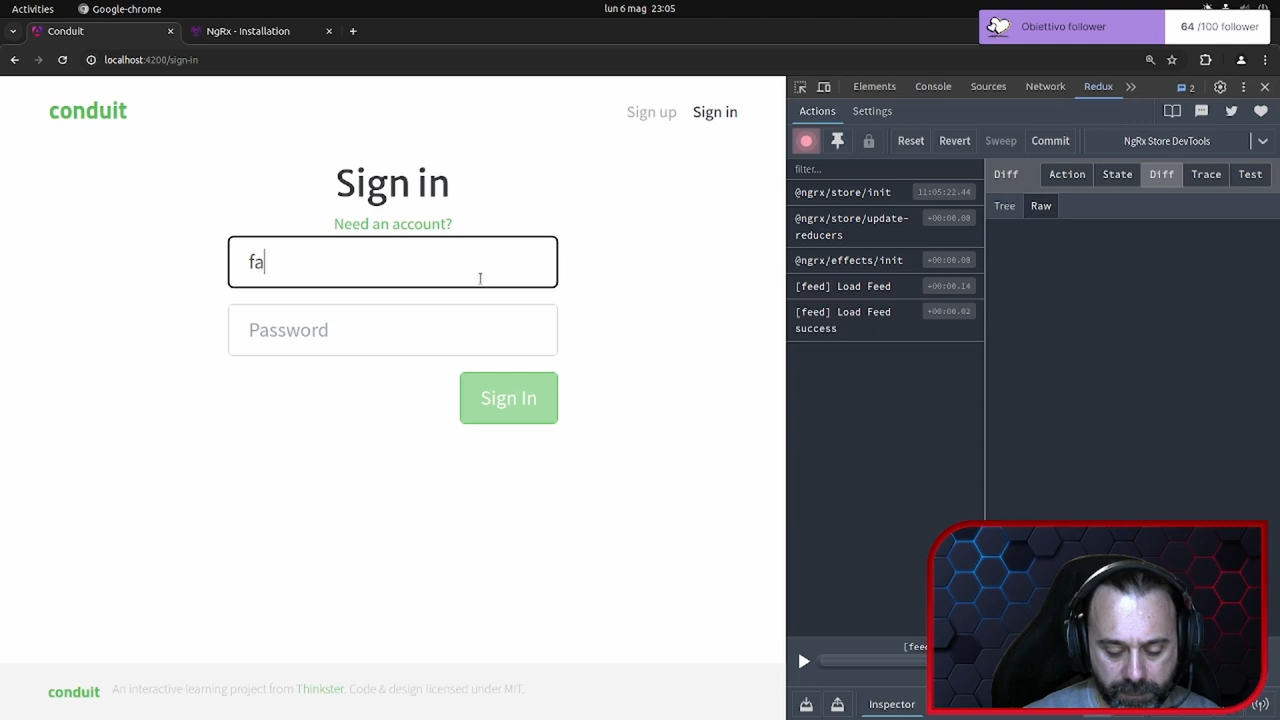 Activities
Google-chrome
lun 6 mag 23:05
Conduit
NgRx - Installation
Obiettivo follower
64 /100 follower
localhost:4200/sign-in
conduit
Sign up
Sign in
Elements
Console
Sources
Network
Redux
2
Actions
Settings
Reset
Revert
Sweep
Commit
NgRx Store DevTools
filter...
@ngrx/store/init
11:05:22.44
@ngrx/store/update-
reducers
+00:00.08
@ngrx/effects/init
+00:00.08
[feed] Load Feed
+00:00.14
[feed] Load Feed
success
+00:00.02
Diff
Action
State
Diff
Trace
Test
Tree
Raw
Sign in
Need an account?
fa
Password
Sign In
[feed
Inspector
conduit
An interactive learning project from Thinkster. Code & design licensed under MIT.